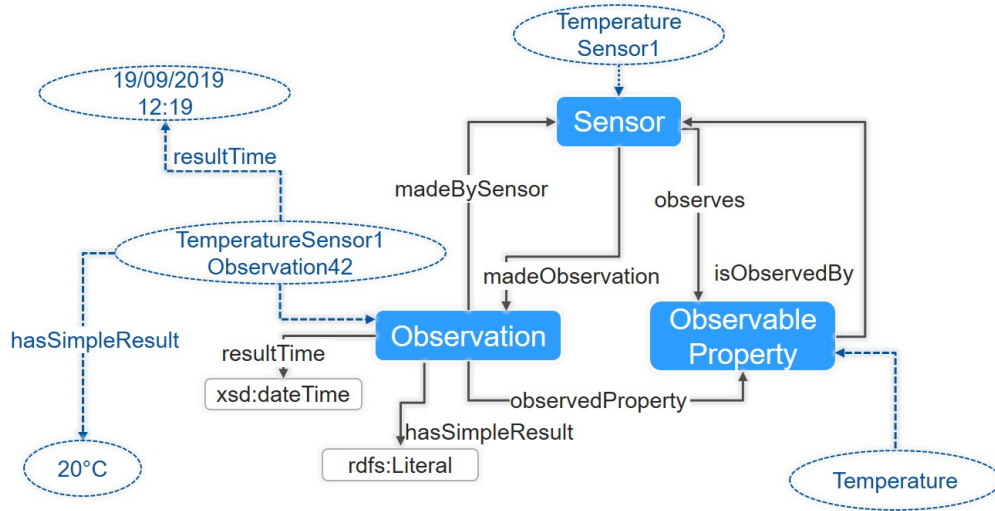 Temperature
Sensor1
19/09/2019
12:19
Sensor
resultTime
madeBySensor
observes
TemperatureSensor1
Observation42
madeObservation
isObservedBy
hasSimpleResult
Observation
Observable
Property
resultTime
xsd:dateTime
observedProperty
hasSimpleResult
20°C
rdfs:Literal
Temperature